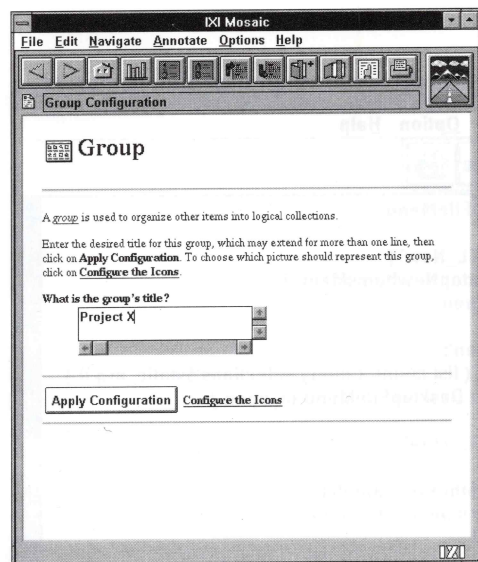 IXI Mosaic
File Edit Navigate Annotate Options Help
Group Configuration
Group
A group is used to organize other items into logical collections.
Enter the desired title for this group, which may extend for more than one line, then
click on Apply Configuration. To choose which picture should represent this group,
click on Configure the Icons.
What is the group's title?
Project X
Apply Configuration Configure the Icons
IXI